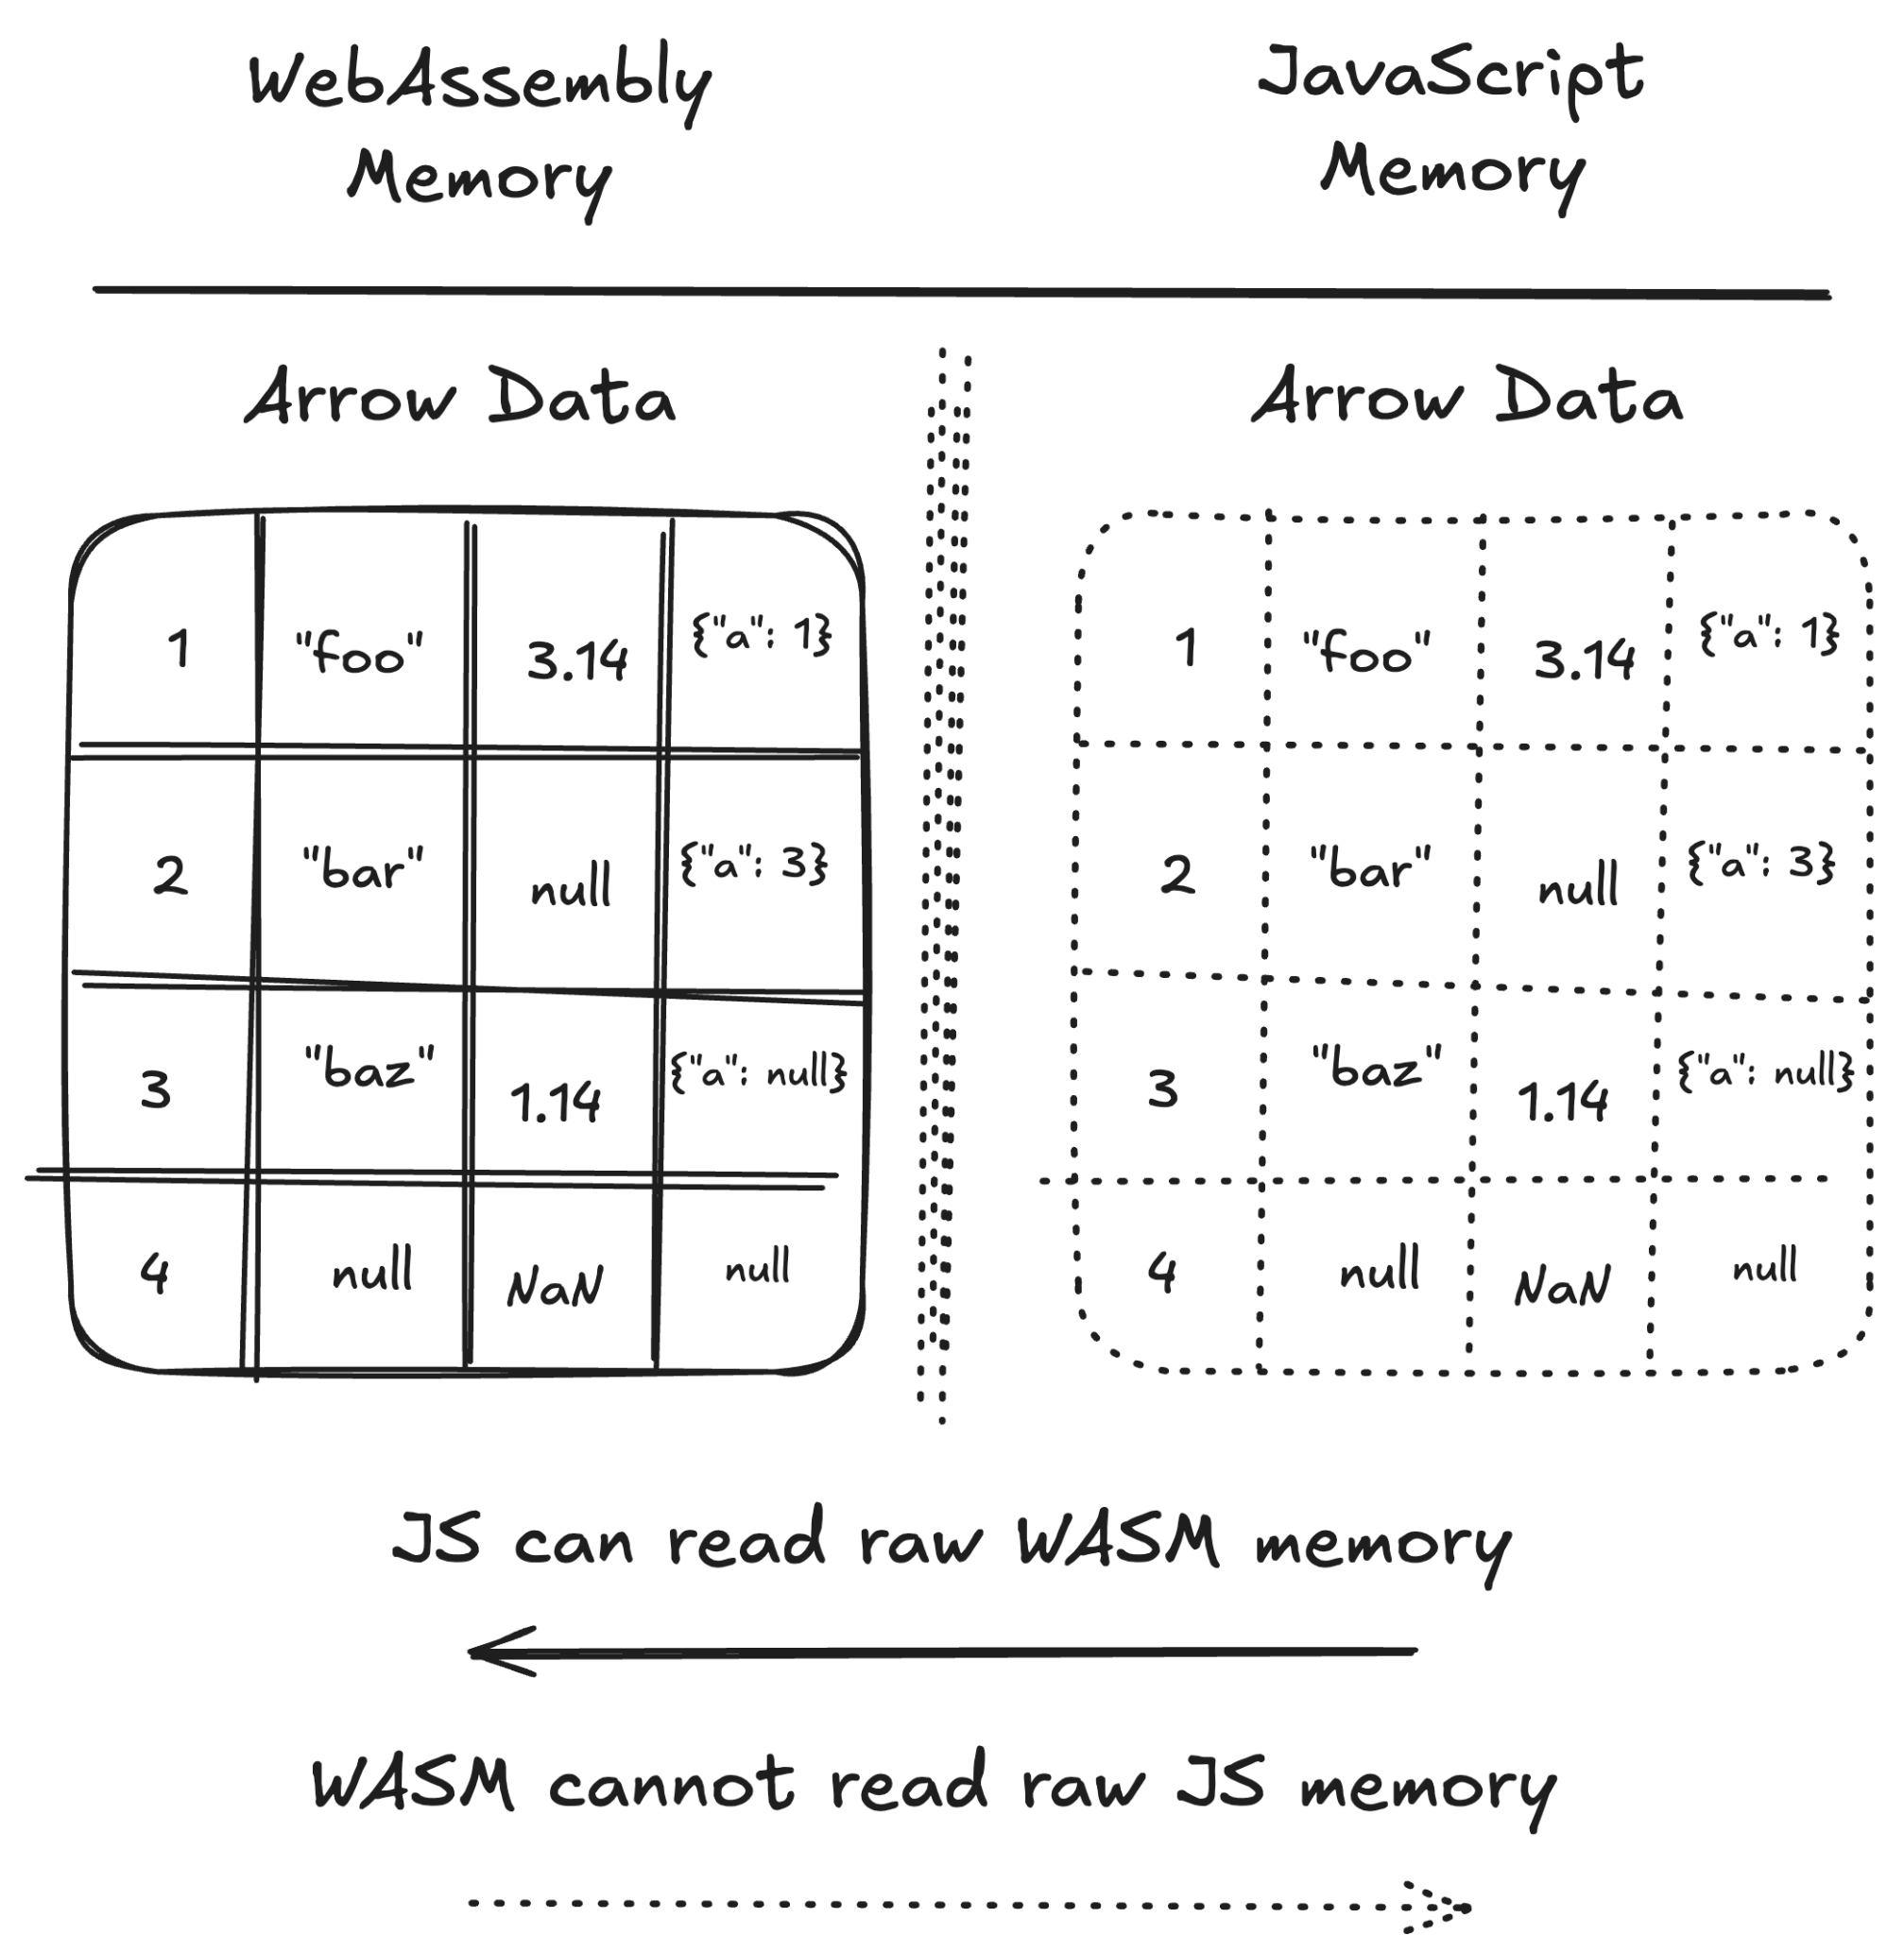 WebAssembly
Memory
JavaScript
Memory
Arrow Data
1 "foo" 3.14 {"a": 1}
2 "bar" null {"a": 3}
3 "baz" 1.14 {"a": null}
4 null NaN null
Arrow Data
1 "foo" 3.14 {"a": 1}
2 "bar" null {"a": 3}
3 "baz" 1.14 {"a": null}
4 null NaN null
JS can read raw WASM memory
WASM cannot read raw JS memory